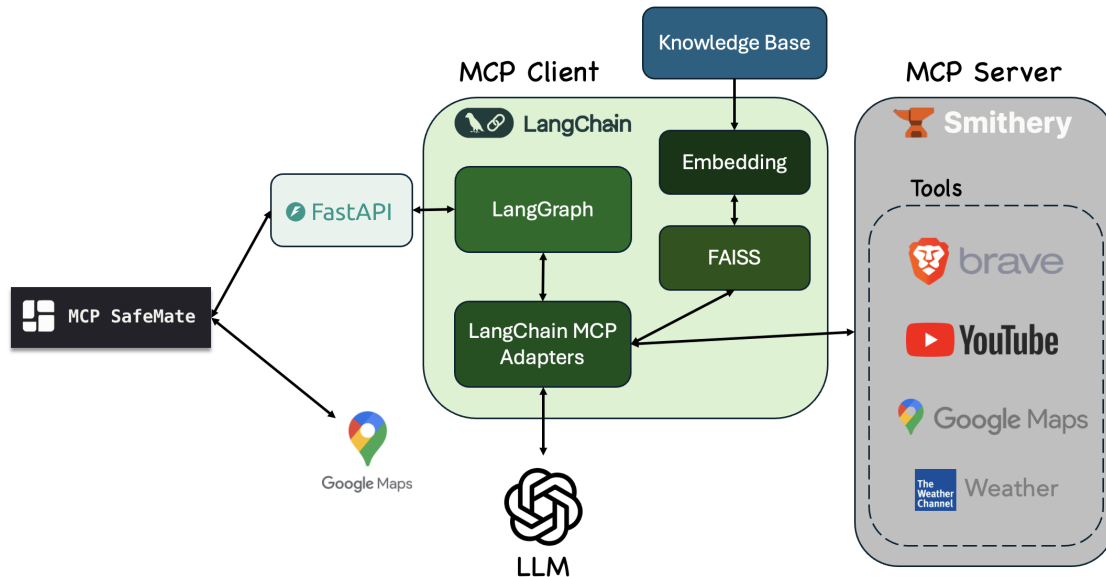 Knowledge Base
MCP Client
MCP Server
LangChain
Smithery
Embedding
Tools
LangGraph
FastAPI
FAISS
brave
MCP SafeMate
LangChain MCP
Adapters
YouTube
Google Maps
Google Maps
The
Weather
Channel
Weather
LLM